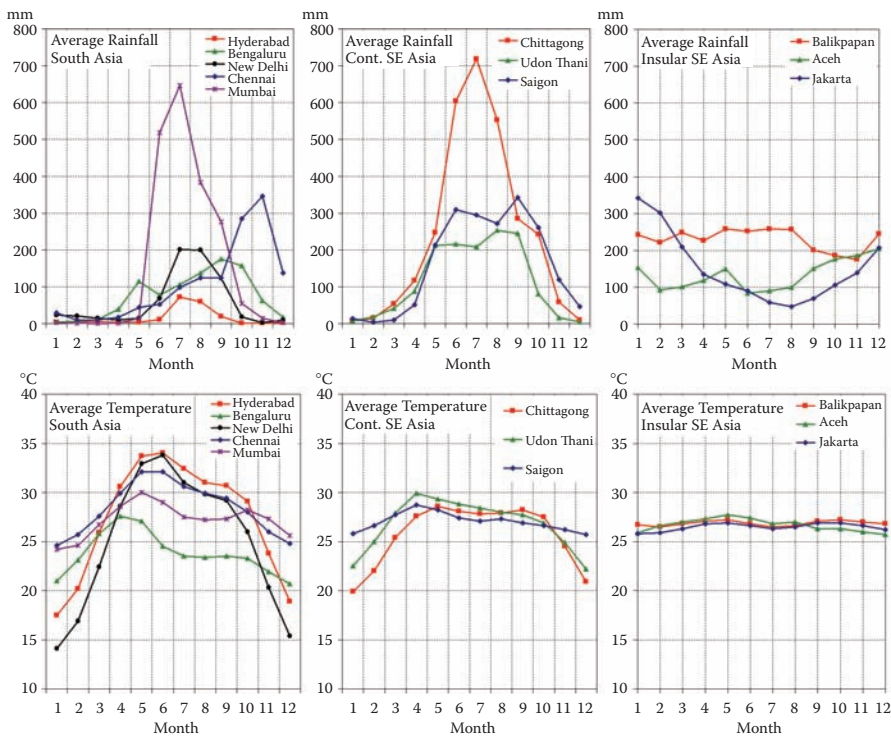 mm
800
700
600
500
400
300
200
100
0
Average Rainfall
South Asia
Hyderabad
Bengaluru
New Delhi
Chennai
Mumbai
1 2 3 4 5 6 7 8 9 10 11 12
Month
mm
800
700
600
500
400
300
200
100
0
Average Rainfall
Cont. SE Asia
Chittagong
Udon Thani
Saigon
1 2 3 4 5 6 7 8 9 10 11 12
Month
mm
800
700
600
500
400
300
200
100
0
Average Rainfall
Insular SE Asia
Balikpapan
Aceh
Jakarta
1 2 3 4 5 6 7 8 9 10 11 12
Month
°C
40
35
30
25
20
15
10
Average Temperature
South Asia
Hyderabad
Bengaluru
New Delhi
Chennai
Mumbai
1 2 3 4 5 6 7 8 9 10 11 12
Month
°C
40
35
30
25
20
15
10
Average Temperature
Cont. SE Asia
Chittagong
Udon Thani
Saigon
1 2 3 4 5 6 7 8 9 10 11 12
Month
°C
40
35
30
25
20
15
10
Average Temperature
Insular SE Asia
Balikpapan
Aceh
Jakarta
1 2 3 4 5 6 7 8 9 10 11 12
Month